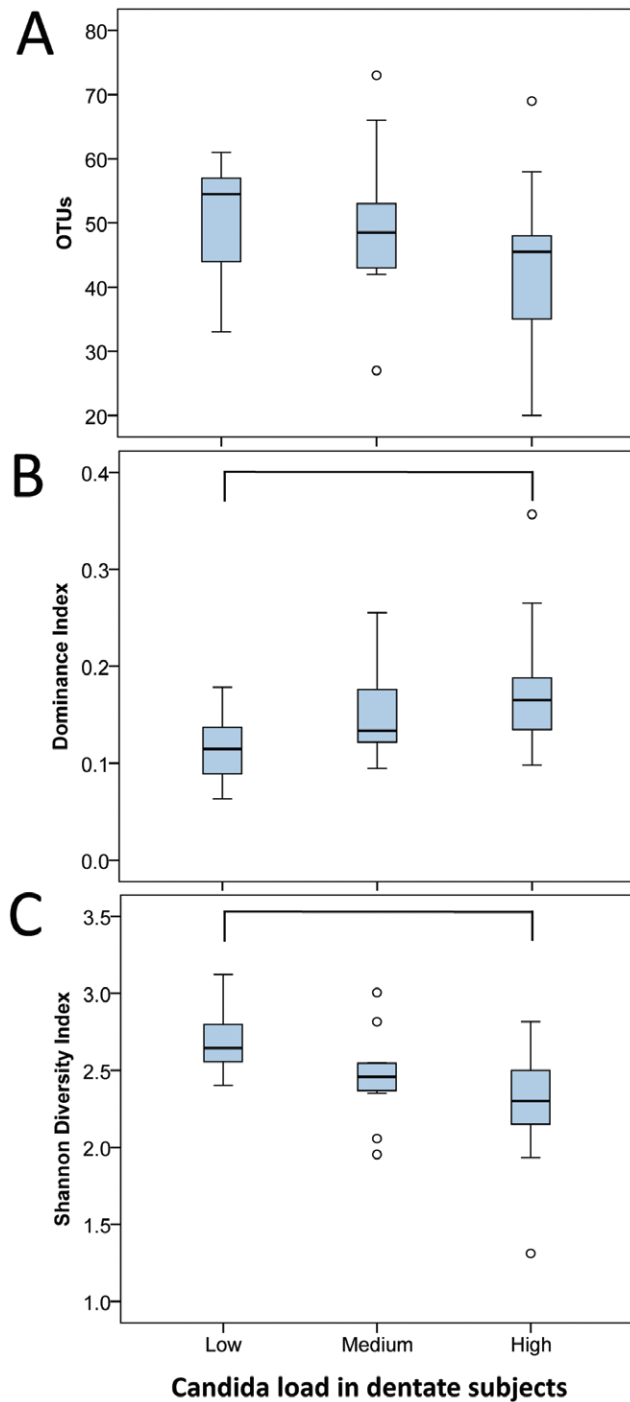 A
80
70
60
50
40
30
20
OTUs
B
0.4
0.3
0.2
0.1
0.0
Dominance Index
C
3.5
3.0
2.5
2.0
1.5
1.0
Shannon Diversity Index
Low Medium High
Candida load in dentate subjects